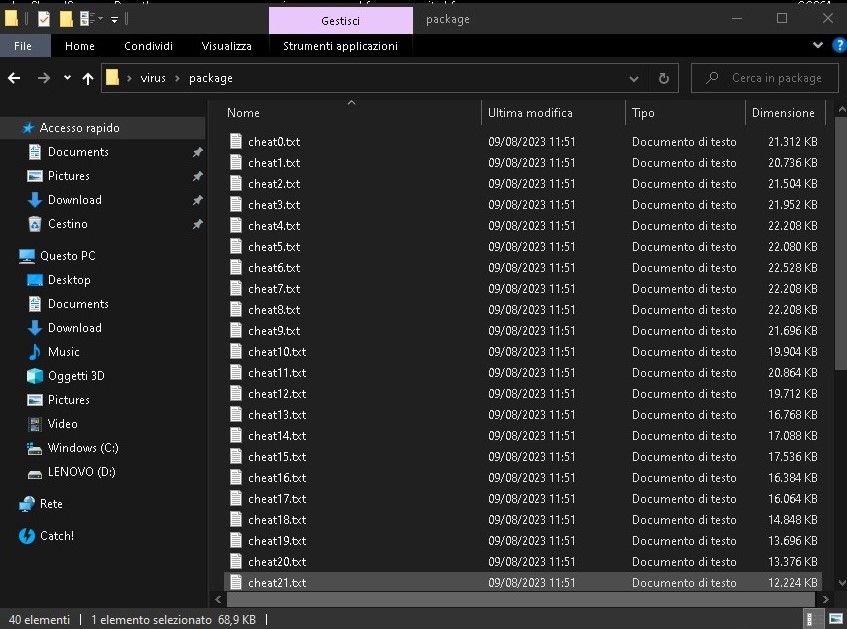 Gestisci
package
File
Home
Condividi
Visualizza
Strumenti applicazioni
virus > package
Cerca in package
Nome
Ultima modifica
Tipo
Dimensione
Accesso rapido
Documents
Pictures
Download
Cestino
Questo PC
Desktop
Documents
Download
Music
Oggetti 3D
Pictures
Video
Windows (C:)
LENOVO (D:)
Rete
Catch!
cheat0.txt 09/08/2023 11:51 Documento di testo 21.312 KB
cheat1.txt 09/08/2023 11:51 Documento di testo 20.736 KB
cheat2.txt 09/08/2023 11:51 Documento di testo 21.504 KB
cheat3.txt 09/08/2023 11:51 Documento di testo 21.952 KB
cheat4.txt 09/08/2023 11:51 Documento di testo 22.208 KB
cheat5.txt 09/08/2023 11:51 Documento di testo 22.080 KB
cheat6.txt 09/08/2023 11:51 Documento di testo 22.528 KB
cheat7.txt 09/08/2023 11:51 Documento di testo 22.208 KB
cheat8.txt 09/08/2023 11:51 Documento di testo 22.208 KB
cheat9.txt 09/08/2023 11:51 Documento di testo 21.696 KB
cheat10.txt 09/08/2023 11:51 Documento di testo 19.904 KB
cheat11.txt 09/08/2023 11:51 Documento di testo 20.864 KB
cheat12.txt 09/08/2023 11:51 Documento di testo 19.712 KB
cheat13.txt 09/08/2023 11:51 Documento di testo 16.768 KB
cheat14.txt 09/08/2023 11:51 Documento di testo 17.088 KB
cheat15.txt 09/08/2023 11:51 Documento di testo 17.536 KB
cheat16.txt 09/08/2023 11:51 Documento di testo 16.384 KB
cheat17.txt 09/08/2023 11:51 Documento di testo 16.064 KB
cheat18.txt 09/08/2023 11:51 Documento di testo 14.848 KB
cheat19.txt 09/08/2023 11:51 Documento di testo 13.696 KB
cheat20.txt 09/08/2023 11:51 Documento di testo 13.376 KB
cheat21.txt 09/08/2023 11:51 Documento di testo 12.224 KB
40 elementi | 1 elemento selezionato 68,9 KB |